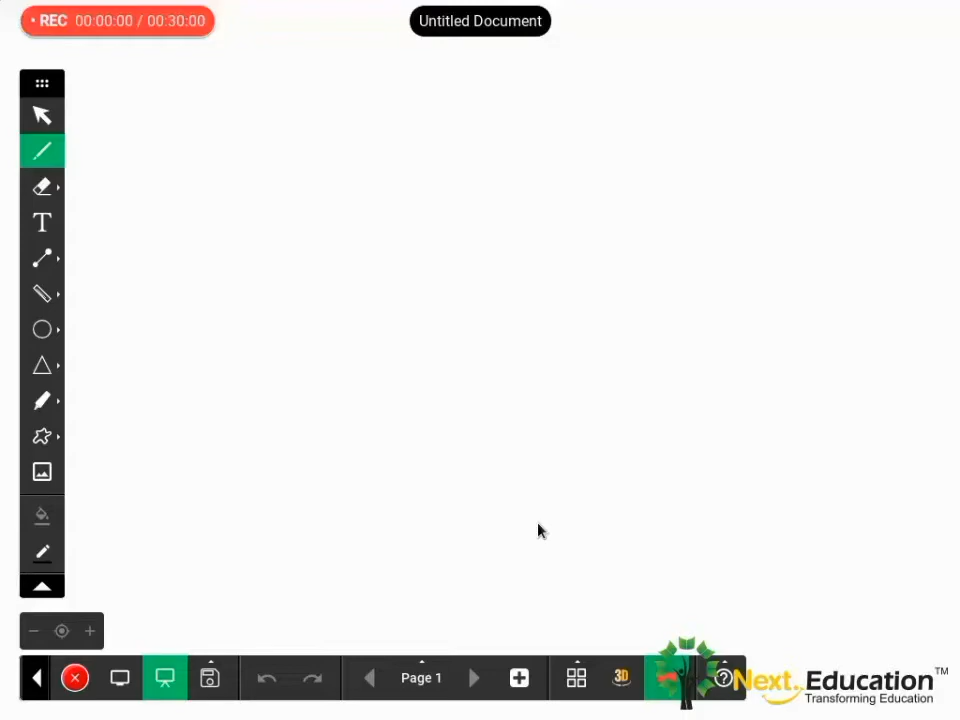 • REC 00:00:00 / 00:30:00
Untitled Document
T
Page 1
3D
?
Next Education™
Transforming Education